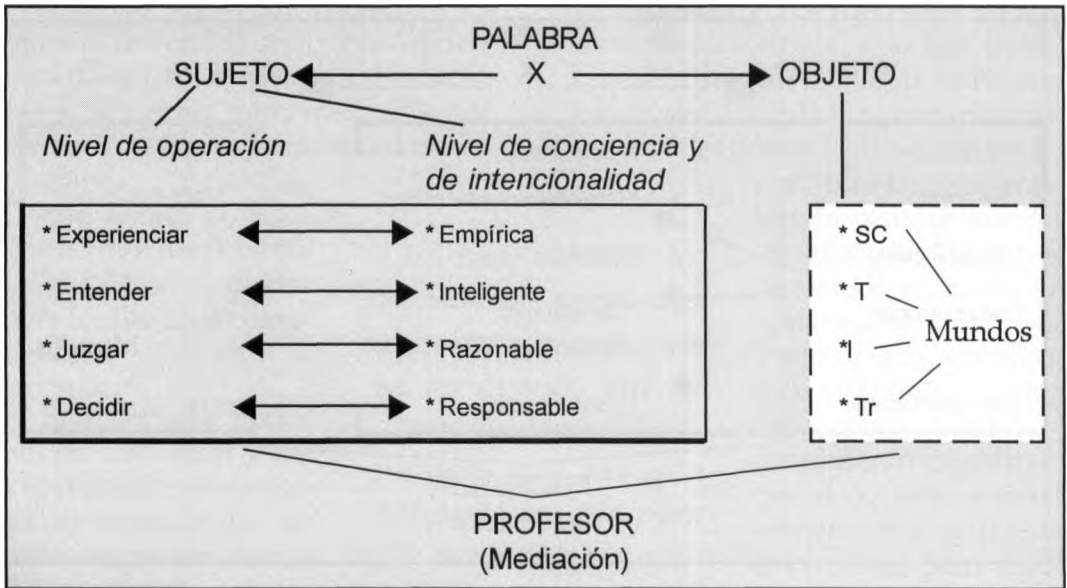 PALABRA
SUJETO X OBJETO
Nivel de operación
Nivel de conciencia y
de intencionalidad
* Experienciar * Empírica
* Entender * Inteligente
* Juzgar * Razonable
* Decidir * Responsable
* SC
* T
*I
* Tr
Mundos
PROFESOR
(Mediación)